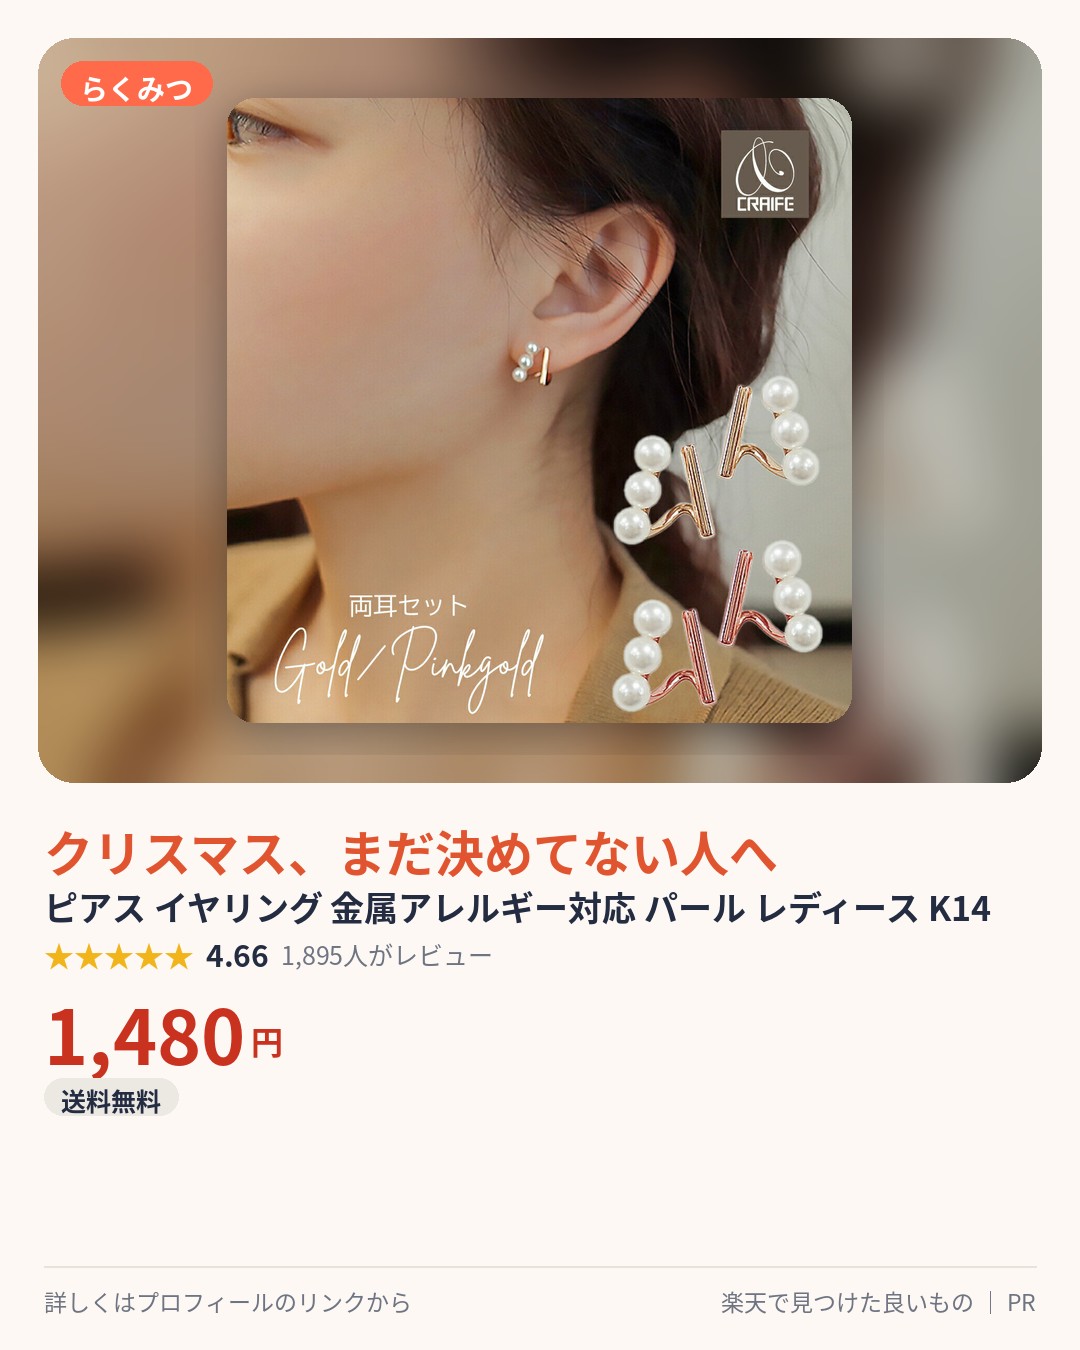 らくみつ
CRAIFE
両耳セット
Gold/Pinkgold
クリスマス、まだ決めてない人へ
ピアス イヤリング 金属アレルギー対応 パール レディース K14
★★★★★ 4.66 1,895人がレビュー
1,480円
送料無料
詳しくはプロフィールのリンクから
楽天で見つけた良いもの｜PR